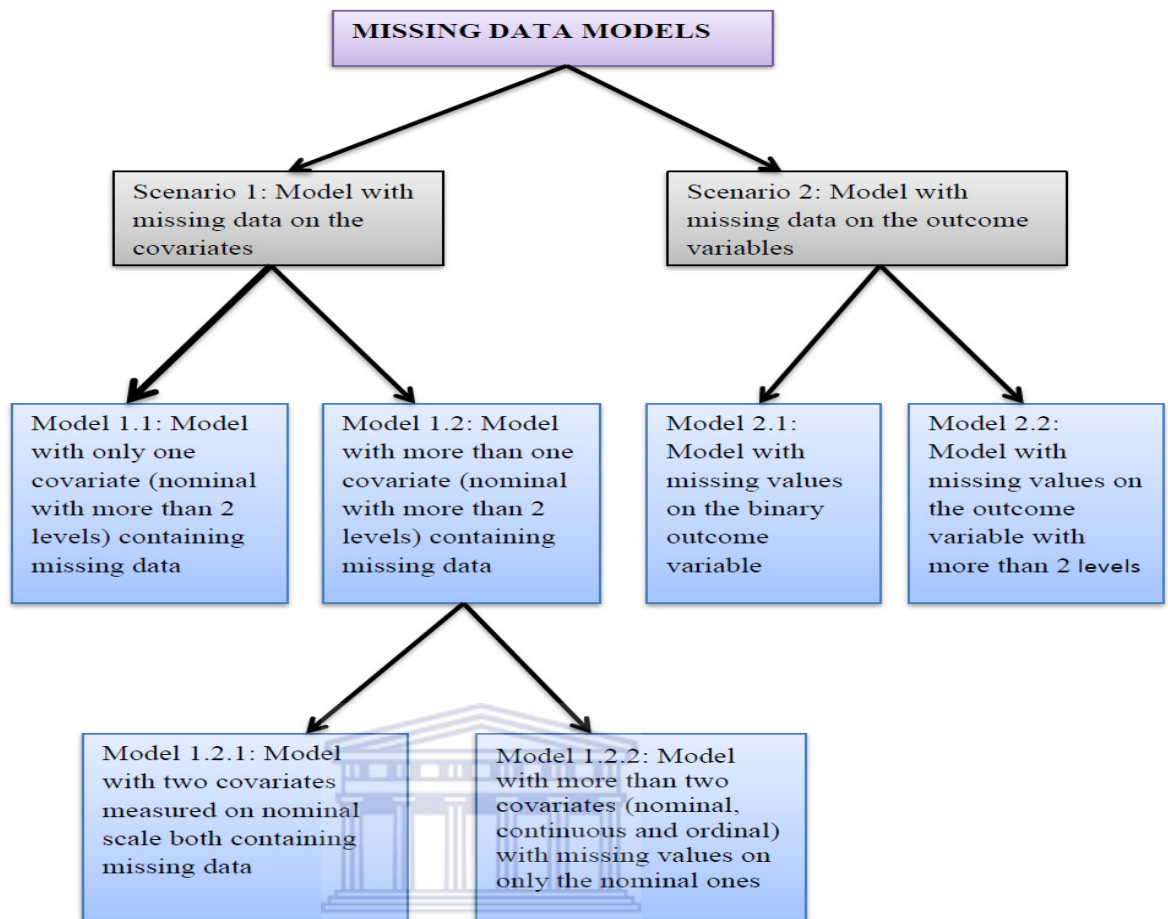 MISSING DATA MODELS
Scenario 1: Model with
missing data on the
covariates
Scenario 2: Model with
missing data on the outcome
variables
Model 1.1: Model
with only one
covariate (nominal
with more than 2
levels) containing
missing data
Model 1.2: Model
with more than one
covariate (nominal
with more than 2
levels) containing
missing data
Model 2.1:
Model with
missing values
on the binary
outcome
variable
Model 2.2:
Model with
missing values on
the outcome
variable with
more than 2 levels
Model 1.2.1: Model
with two covariates
measured on nominal
scale both containing
missing data
Model 1.2.2: Model
with more than two
covariates (nominal,
continuous and ordinal)
with missing values on
only the nominal ones